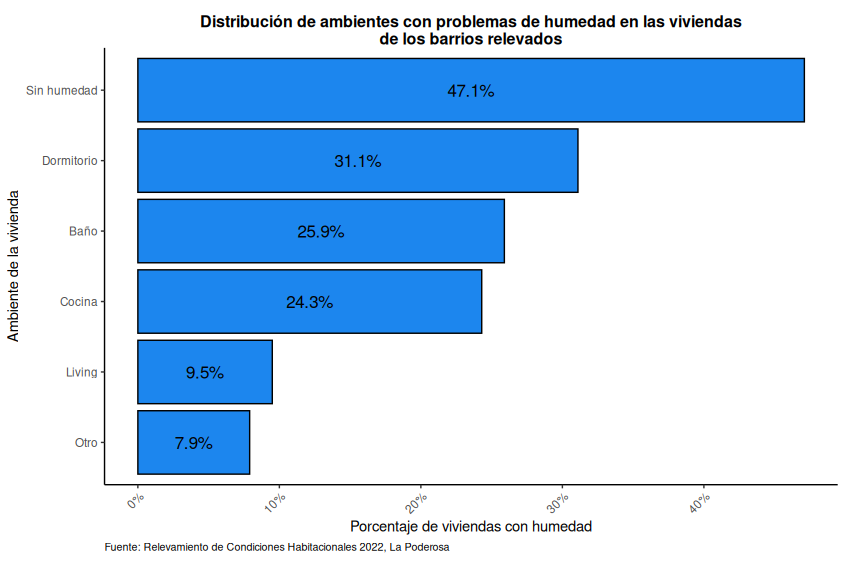 Distribución de ambientes con problemas de humedad en las viviendas
de los barrios relevados
Ambiente de la vivienda
Sin humedad
47.1%
Dormitorio
31.1%
Baño
25.9%
Cocina
24.3%
Living
9.5%
Otro
7.9%
0%
10%
20%
30%
40%
Porcentaje de viviendas con humedad
Fuente: Relevamiento de Condiciones Habitacionales 2022, La Poderosa